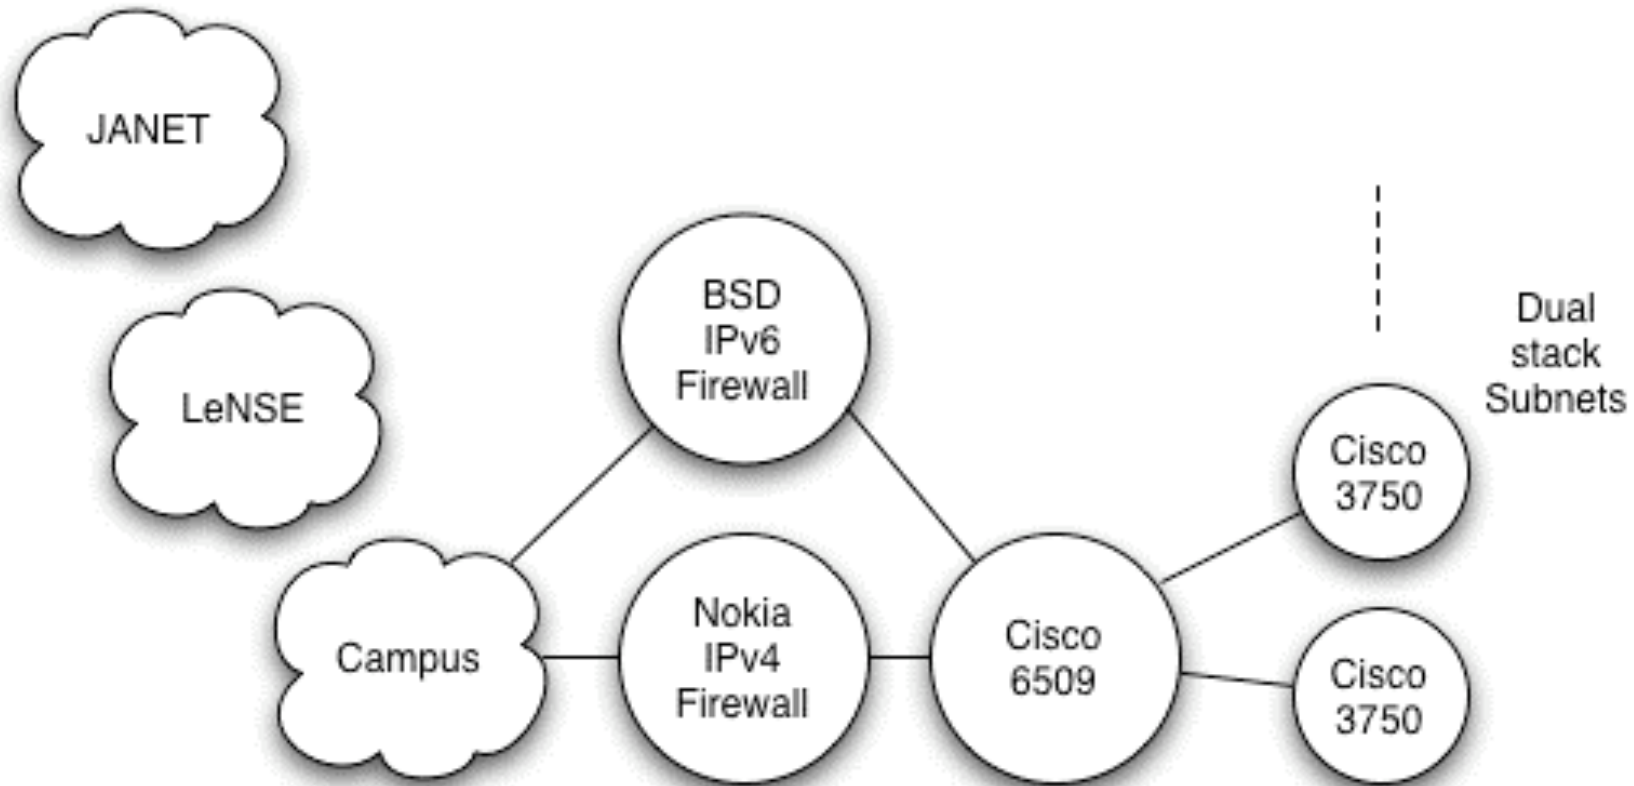 JANET
LeNSE
Campus
BSD
IPv6
Firewall
Nokia
IPv4
Firewall
Cisco
6509
Cisco
3750
Cisco
3750
Dual
stack
Subnets